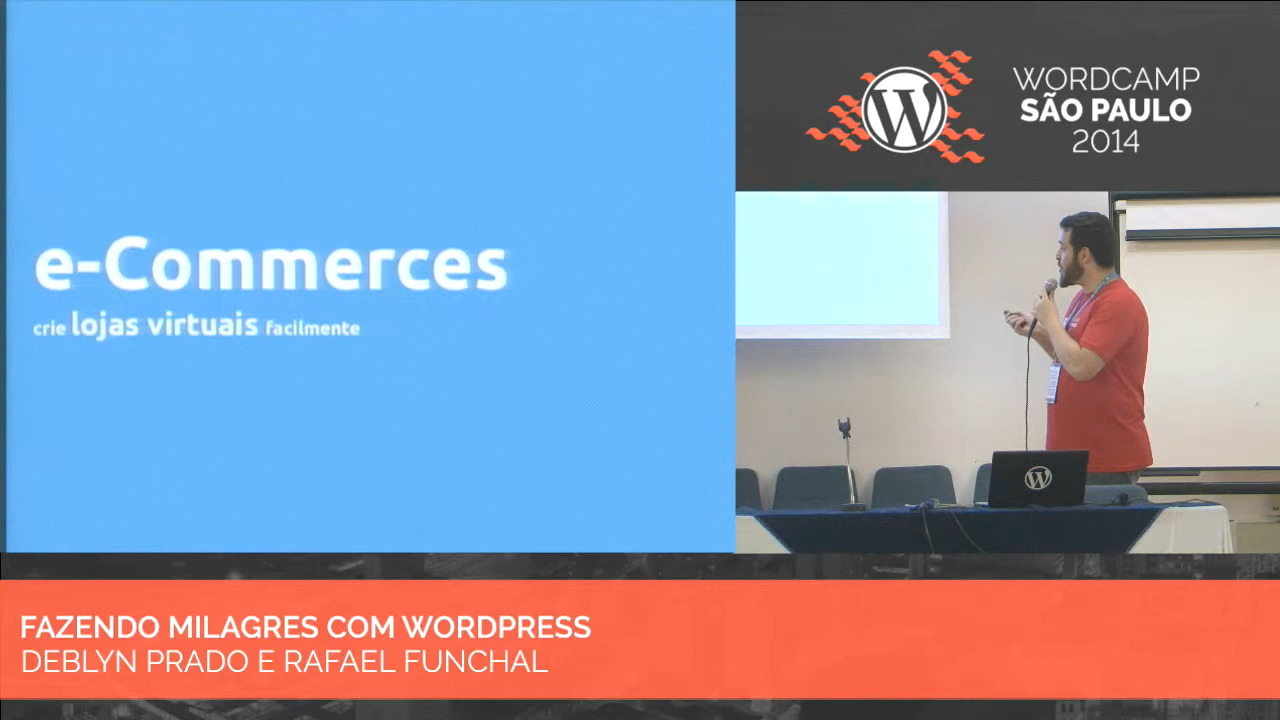 e-Commerces
crie lojas virtuais facilmente
WORDCAMP
SÃO PAULO
2014
FAZENDO MILAGRES COM WORDPRESS
DEBLYN PRADO E RAFAEL FUNCHAL